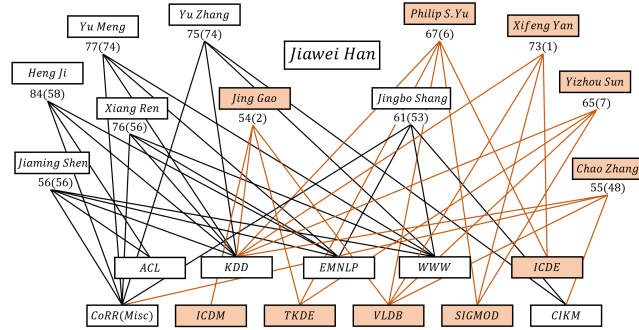 Yu Meng
77(74)
Yu Zhang
75(74)
Philip S.Yu
67(6)
Xifeng Yan
73(1)
Jiawei Han
Heng Ji
84(58)
Xiang Ren
76(56)
Jing Gao
54(2)
Jingbo Shang
61(53)
Yizhou Sun
65(7)
Jiaming Shen
56(56)
Chao Zhang
55(48)
ACL
KDD
EMNLP
WWW
ICDE
CoRR(Misc)
ICDM
TKDE
VLDB
SIGMOD
CIKM